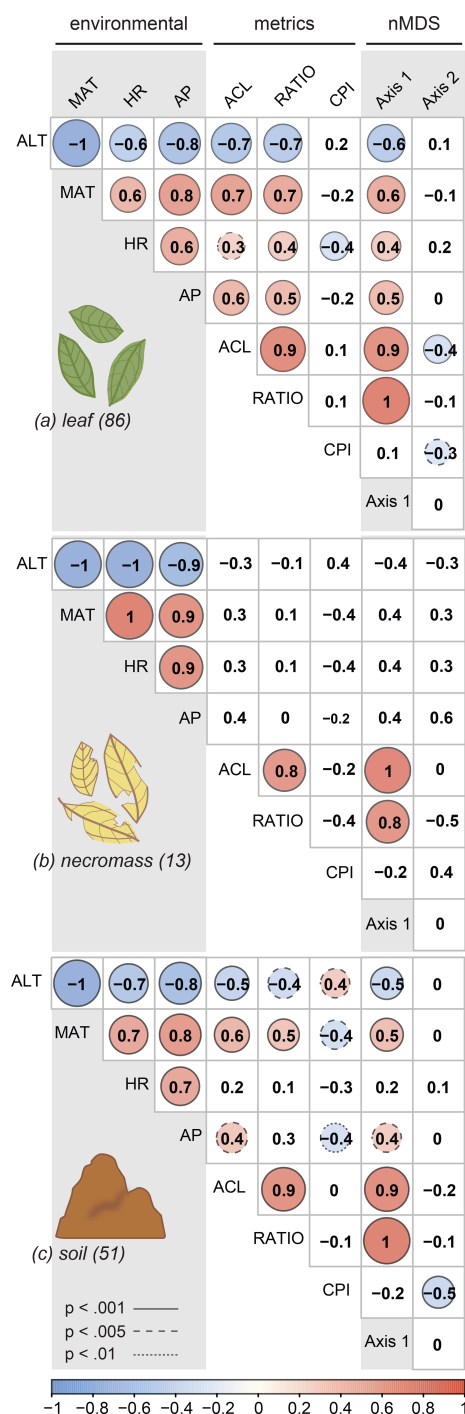 environmental metrics nMDS
MAT HR AP ACL RATIO CPI Axis 1 Axis 2
ALT −1 −0.6 −0.8 −0.7 −0.7 0.2 −0.6 0.1
MAT 0.6 0.8 0.7 0.7 −0.2 0.6 −0.1
HR 0.6 0.3 0.4 −0.4 0.4 0.2
AP 0.6 0.5 −0.2 0.5 0
ACL 0.9 0.1 0.9 −0.4
RATIO 0.1 1 −0.1
(a) leaf (86)
CPI 0.1 −0.3
Axis 1 0
ALT −1 −1 −0.9 −0.3 −0.1 0.4 −0.4 −0.3
MAT 1 0.9 0.3 0.1 −0.4 0.4 0.3
HR 0.9 0.3 0.1 −0.4 0.4 0.3
AP 0.4 0 −0.2 0.4 0.6
ACL 0.8 −0.2 1 0
RATIO −0.4 0.8 −0.5
(b) necromass (13)
CPI −0.2 0.4
Axis 1 0
ALT −1 −0.7 −0.8 −0.5 −0.4 0.4 −0.5 0
MAT 0.7 0.8 0.6 0.5 −0.4 0.5 0
HR 0.7 0.2 0.1 −0.3 0.2 0.1
AP 0.4 0.3 −0.4 0.4 0
ACL 0.9 0 0.9 −0.2
RATIO −0.1 1 −0.1
(c) soil (51)
CPI −0.2 −0.5
p < .001
p < .005
Axis 1 0
p < .01
−1 −0.8 −0.6 −0.4 −0.2 0 0.2 0.4 0.6 0.8 1